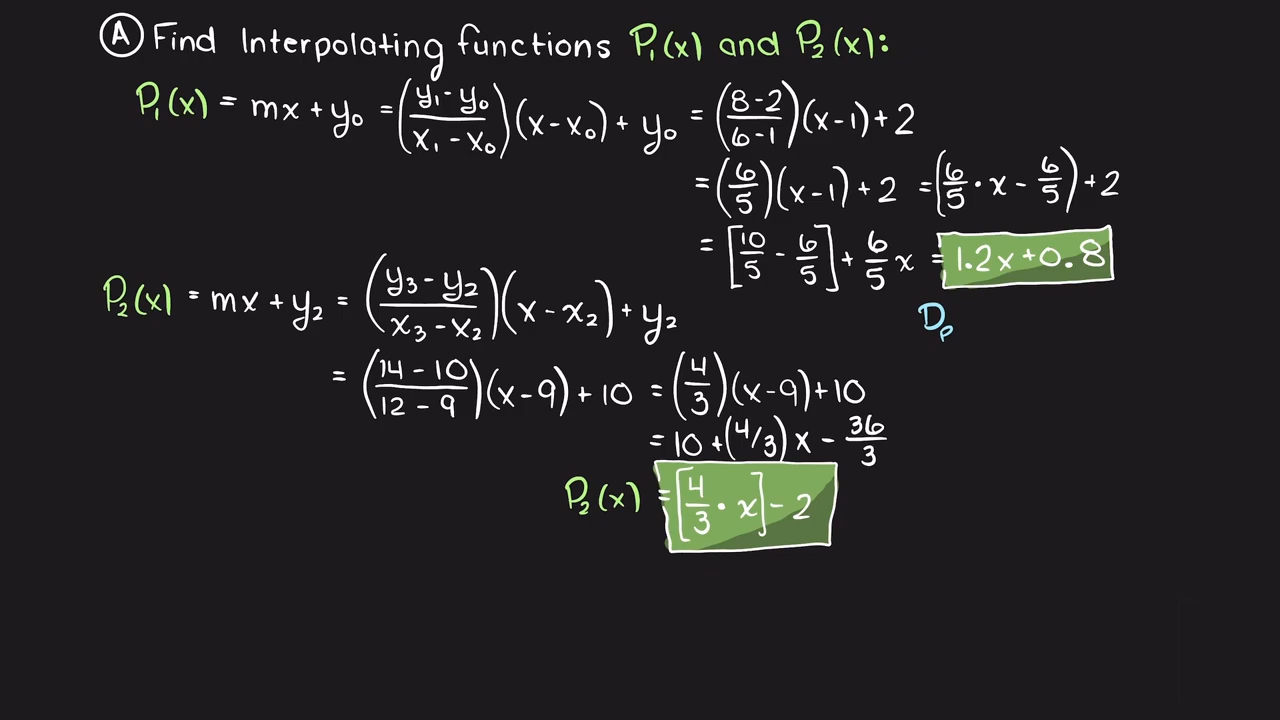 Ⓐ Find Interpolating functions P₁(x) and P₂(x):
P₁(x) = mx + y₀ = ((y₁ - y₀)/(x₁ - x₀))(x - x₀) + y₀ = ((8 - 2)/(6 - 1))(x - 1) + 2
= (6/5)(x - 1) + 2 = (6/5 · x - 6/5) + 2
= [10/5 - 6/5] + 6/5 x = 1.2x + 0.8
P₂(x) = mx + y₂ = ((y₃ - y₂)/(x₃ - x₂))(x - x₂) + y₂
Dₚ
= ((14 - 10)/(12 - 9))(x - 9) + 10 = (4/3)(x - 9) + 10
= 10 + (4/3)x - 36/3
P₂(x) = [4/3 · x] - 2